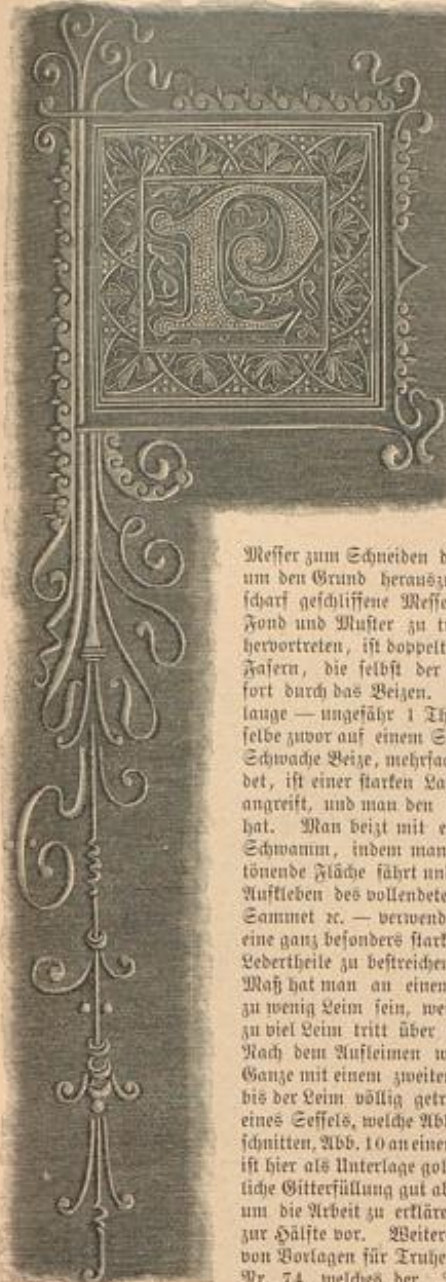 P
Messer zum Schneiden d
um den Grund herauszu
scharf geschliffene Messe
Fond und Muster zu t
hervortreten, ist doppelt
Fasern, die selbst der
fort durch das Beizen.
lauge — ungefähr 1 Th
selbe zuvor auf einem S
Schwache Beize, mehrfac
det, ist einer starken La
angreift, und man den
hat. Man beizt mit e
Schwamm, indem man
tönende Fläche fährt un
Aufkleben des vollendete
Sammet ꝛc. — verwend
eine ganz besonders stark
Ledertheile zu bestreichen
Maß hat man an einen
zu wenig Leim sein, we
zu viel Leim tritt über
Nach dem Aufleimen w
Ganze mit einem zweiten
bis der Leim völlig getr
eines Sessels, welche Abb
schnitten, Abb. 10 an einer
ist hier als Unterlage gol
liche Gitterfüllung gut al
um die Arbeit zu erkläre
zur Hälfte vor. Weiter
von Vorlagen für Truhe
Nr. 74, welches der